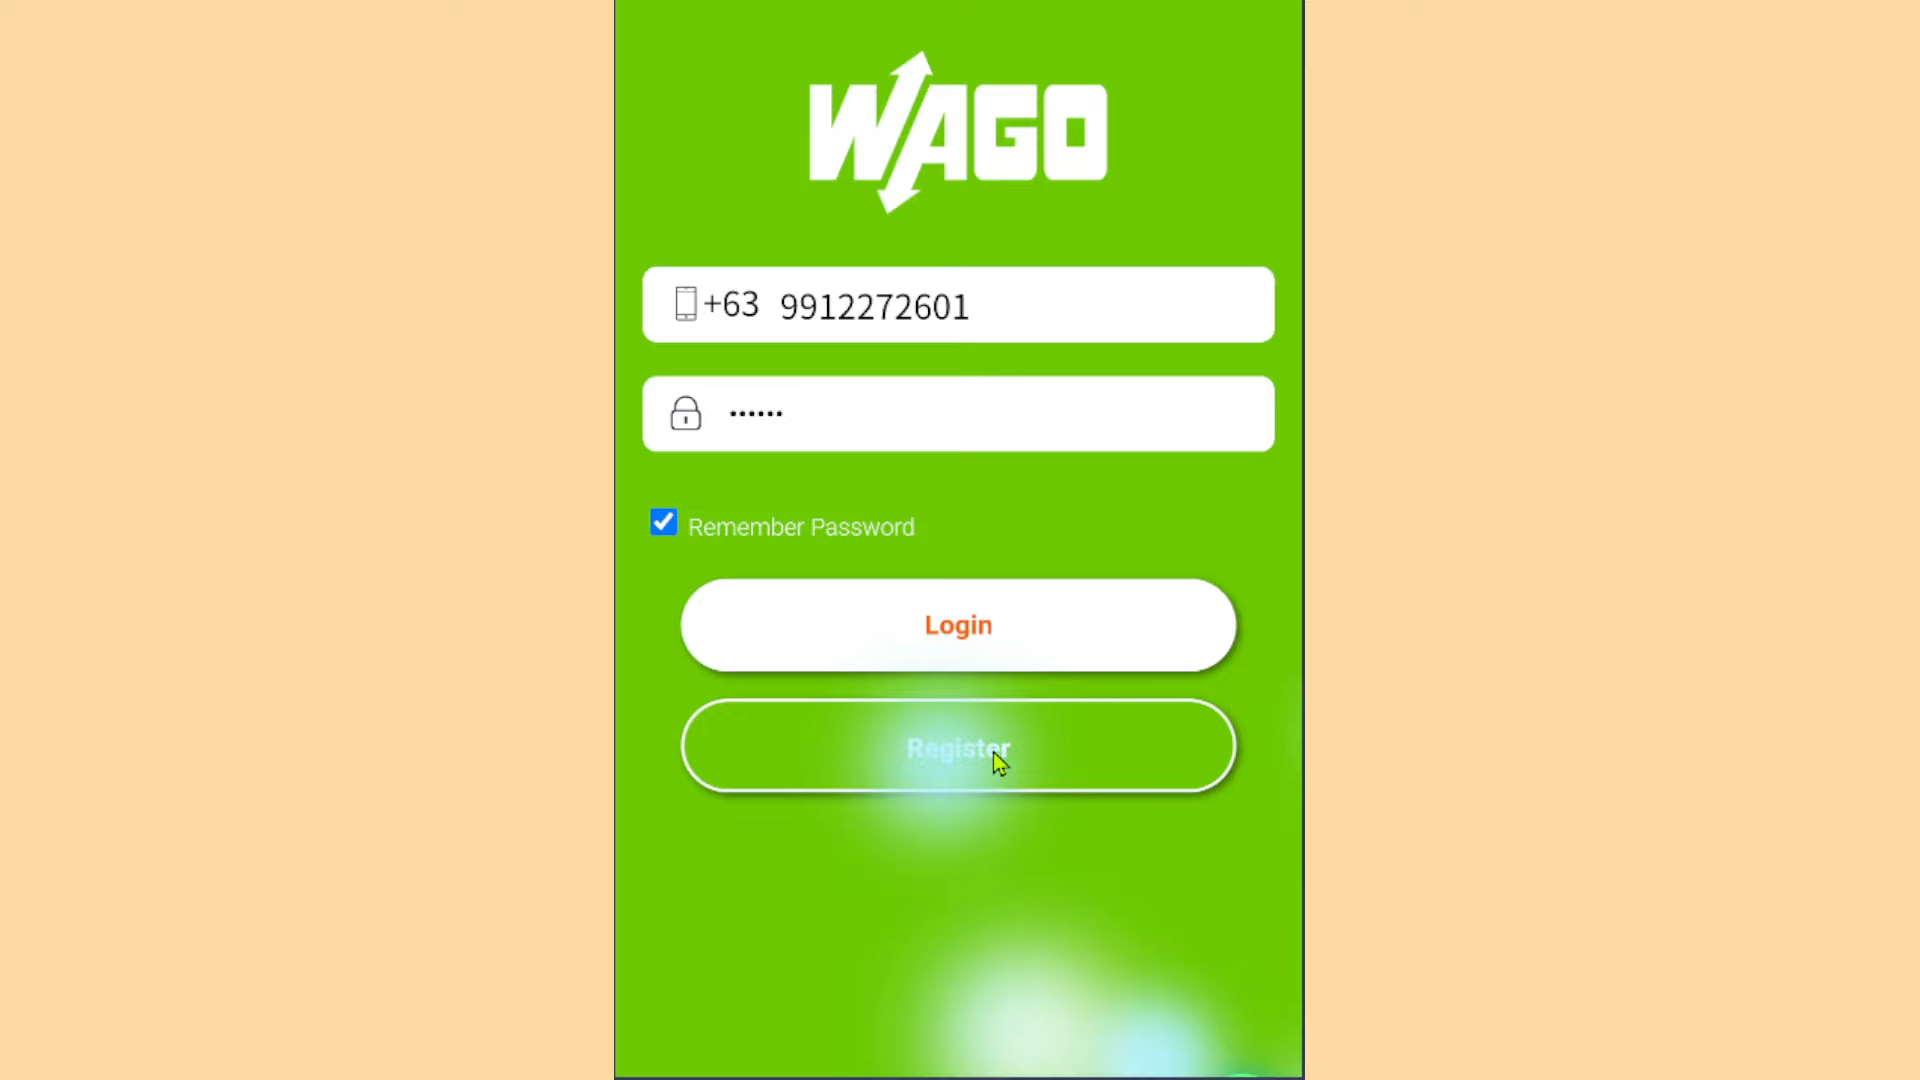 WAGO
+63 9912272601
••••••
Remember Password
Login
Register